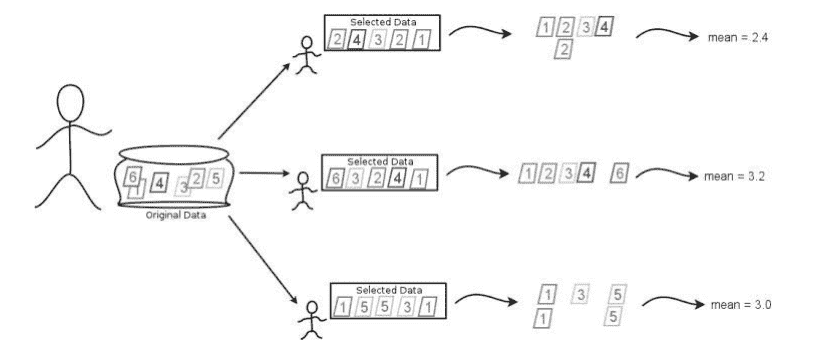 Selected Data
2 4 3 2 1
1 2 3 4
2
mean = 2.4
6 4 3 2 5
Original Data
Selected Data
6 3 2 4 1
1 2 3 4 6
mean = 3.2
Selected Data
1 5 5 3 1
1 3 5
1 5
mean = 3.0